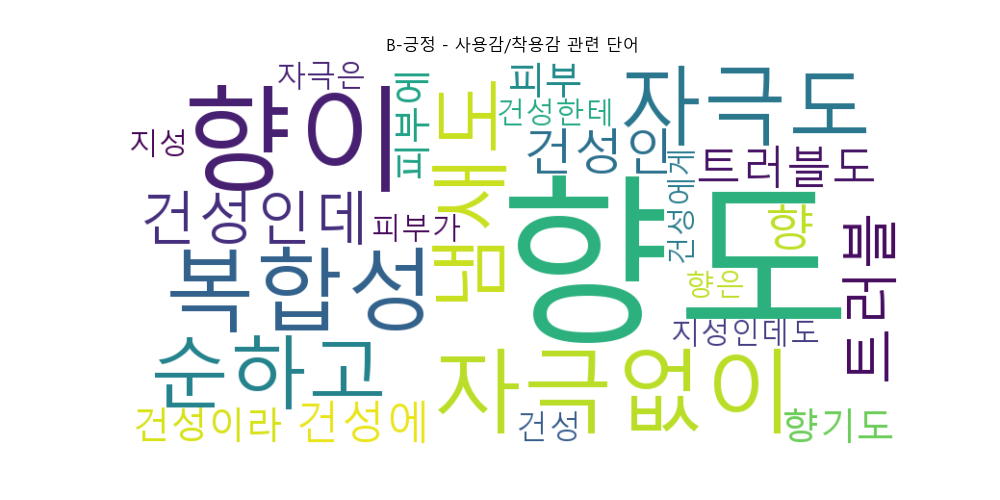 B-긍정 - 사용감/착용감 관련 단어
자극은
향이
피부에
냄새도
피부
건성한테
자극도
지성
건성인
건성에게
트러블도
건성인데
피부가
향도
향
트러블
복합성
향은
지성인데도
순하고
자극없이
건성이라
건성에
건성
향기도